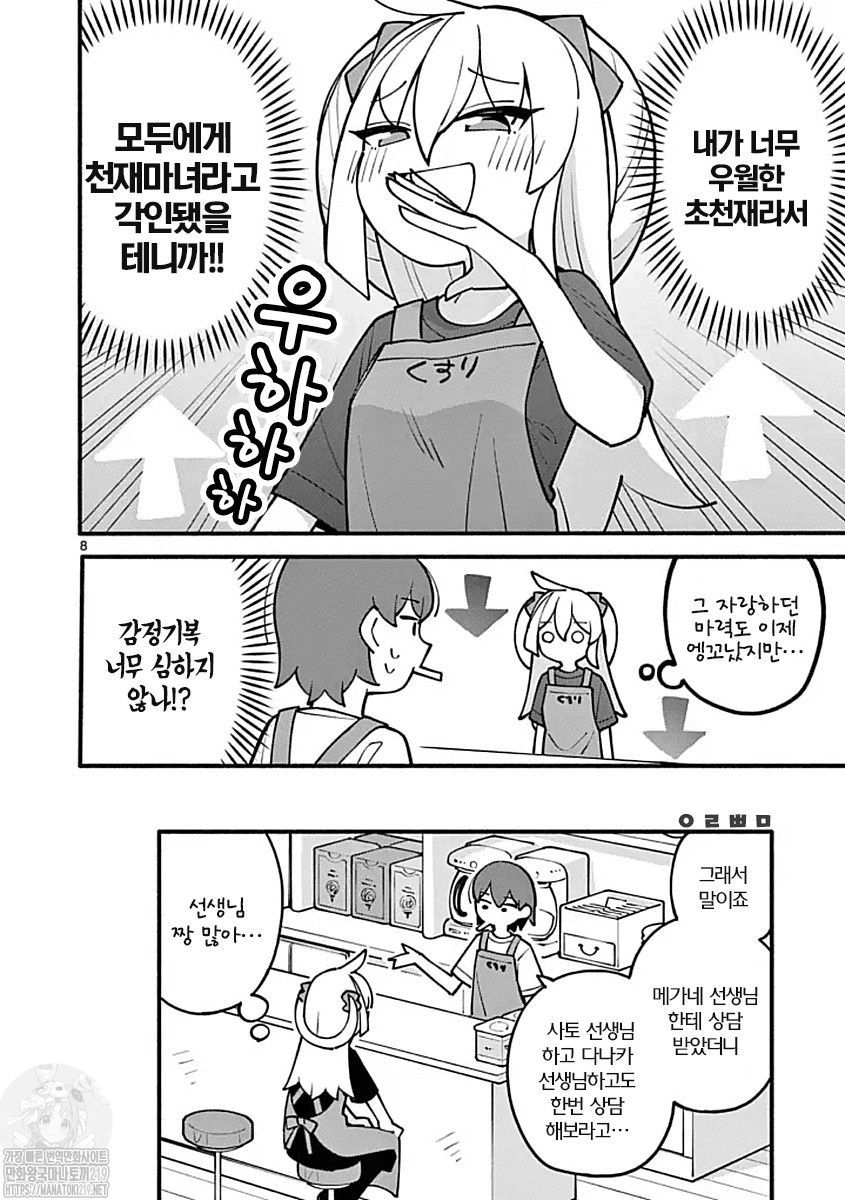 내가 너무
우월한
초천재라서
모두에게
천재마녀라고
각인됐을
테니까!!
우하하하하
くすり
8
그 자랑하던
마력도 이제
엥꼬났지만…
くすり
감정기복
너무 심하지
않나!?
으르빠ㅁ
그래서
말이죠
메가네 선생님
한테 상담
받았더니
사토 선생님
하고 다나카
선생님하고도
한번 상담
해보라고…
くすり
선생님
짱 많아…
가장 빠른 번역만화사이트
만화왕국마나토끼219
HTTPS://MANATOKI219.NET